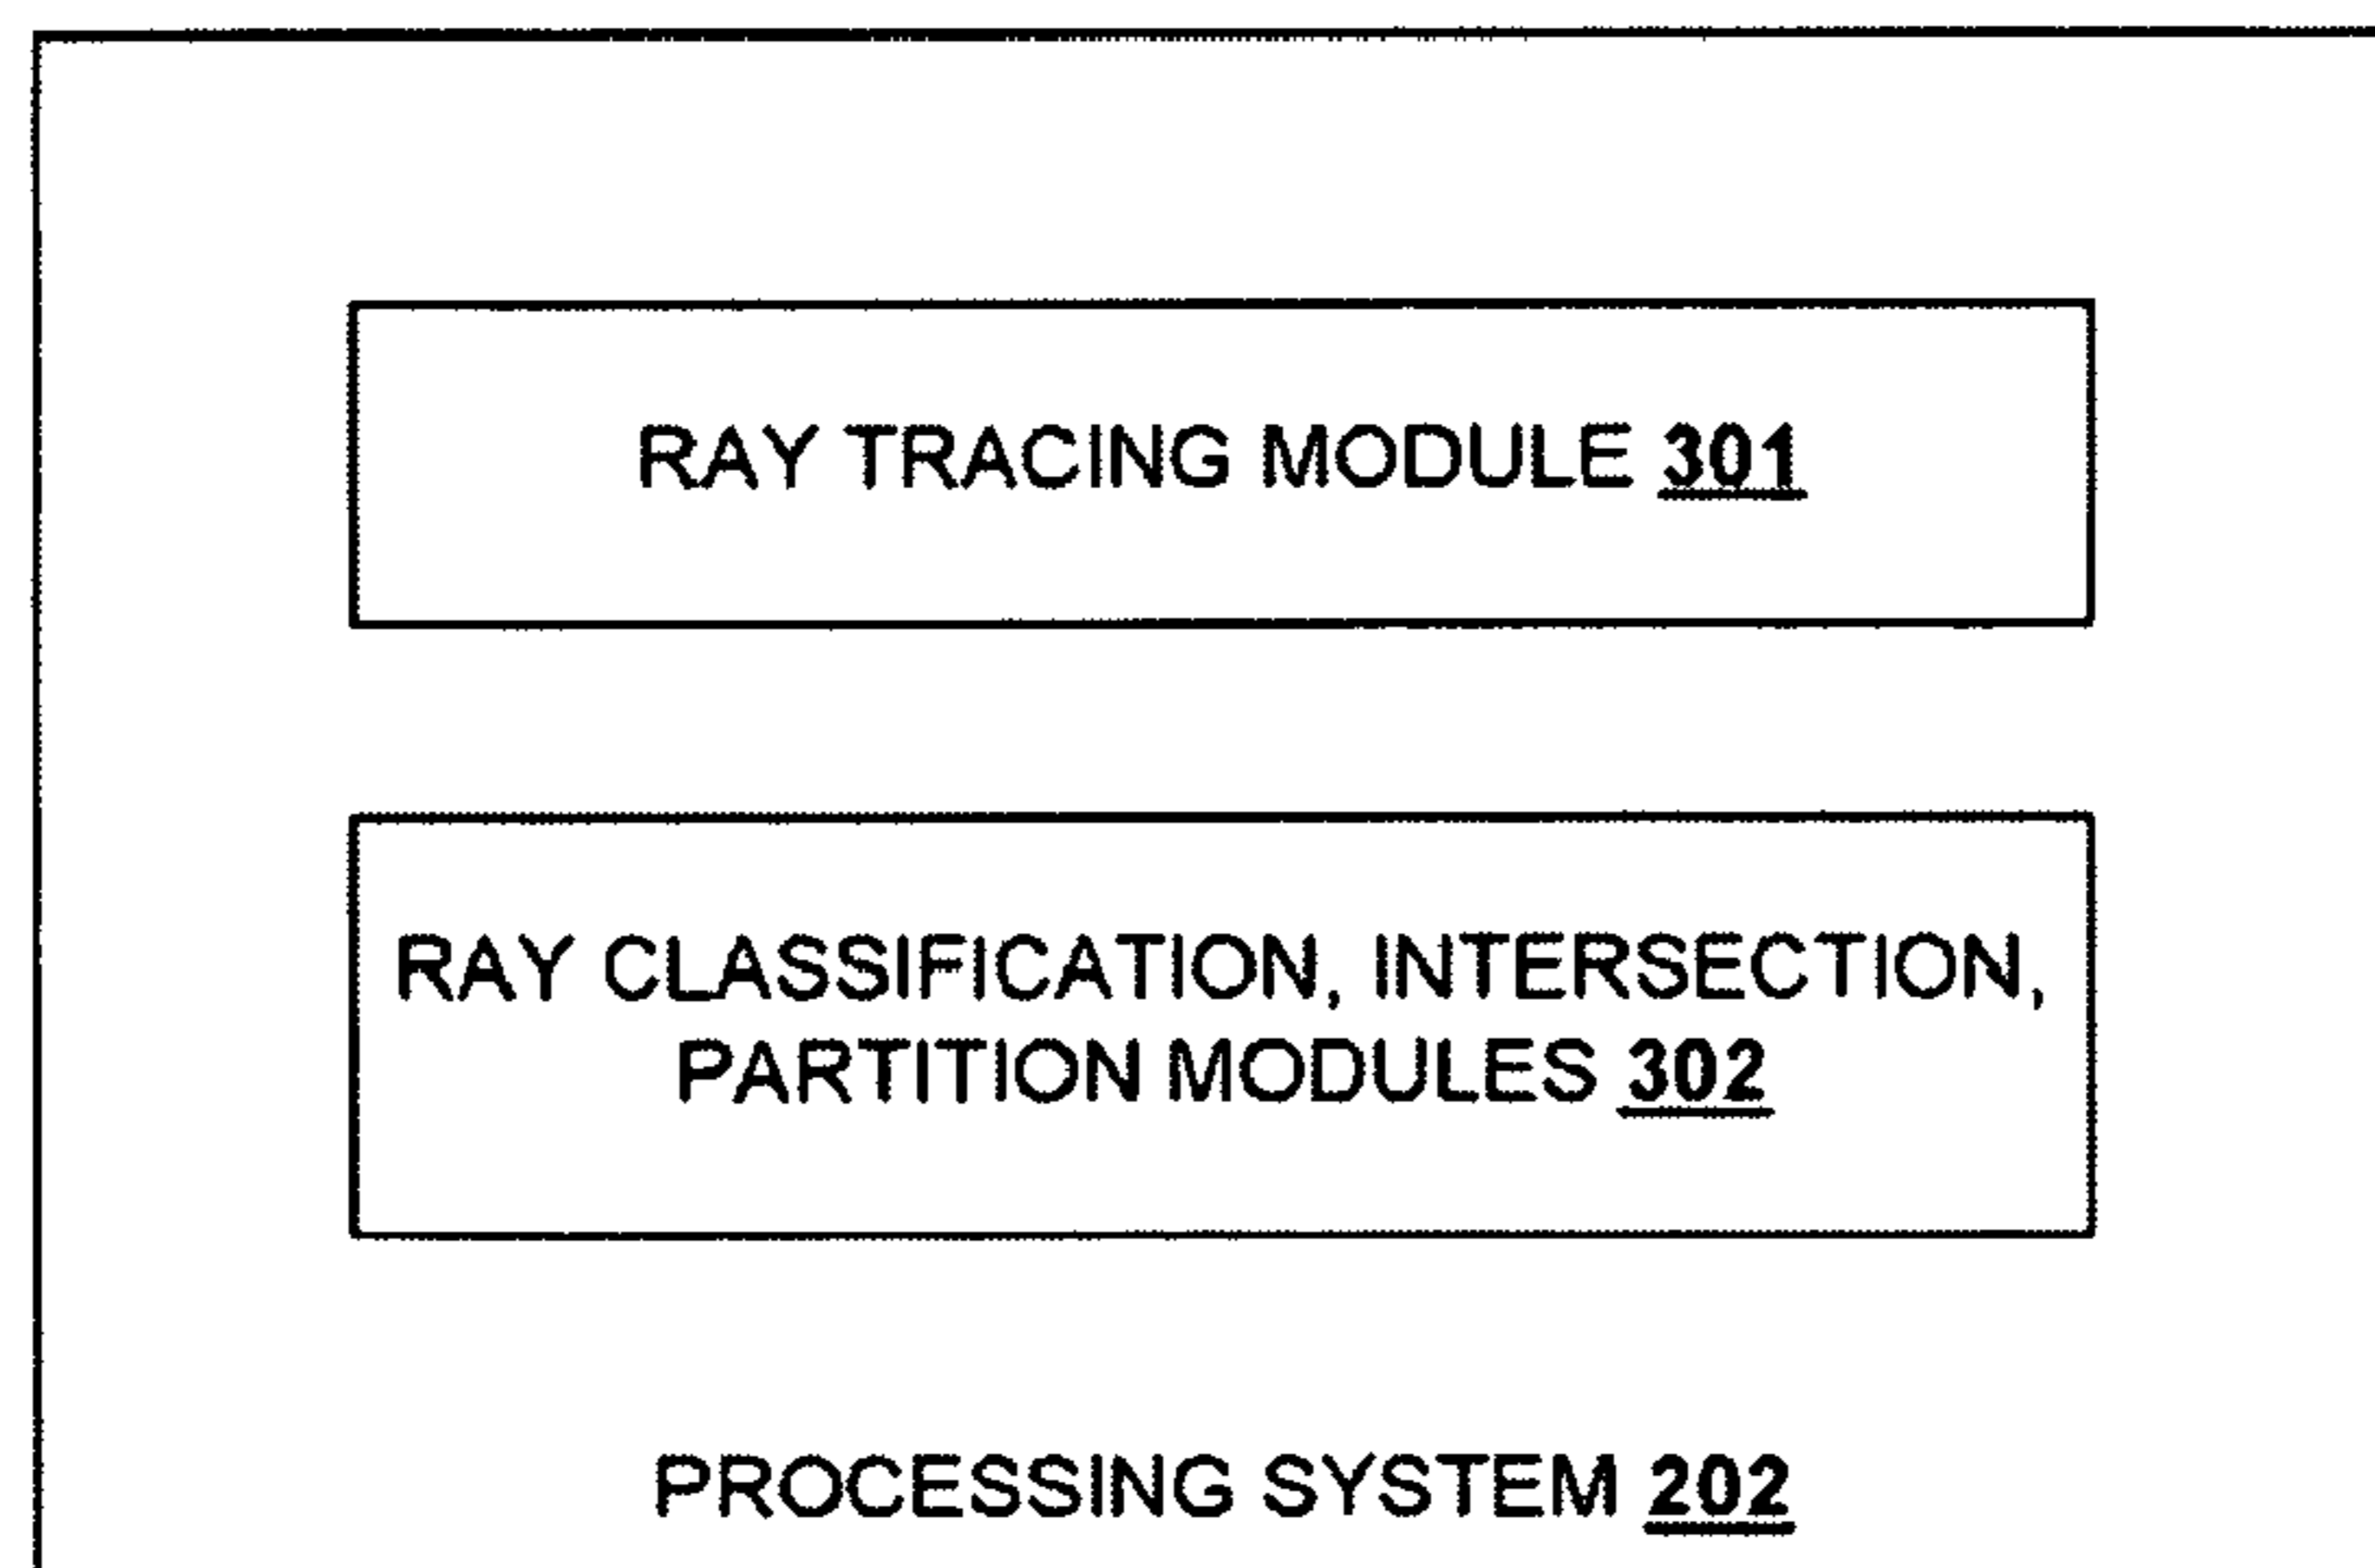 RAY TRACING MODULE 301
RAY CLASSIFICATION, INTERSECTION,
PARTITION MODULES 302
PROCESSING SYSTEM 202